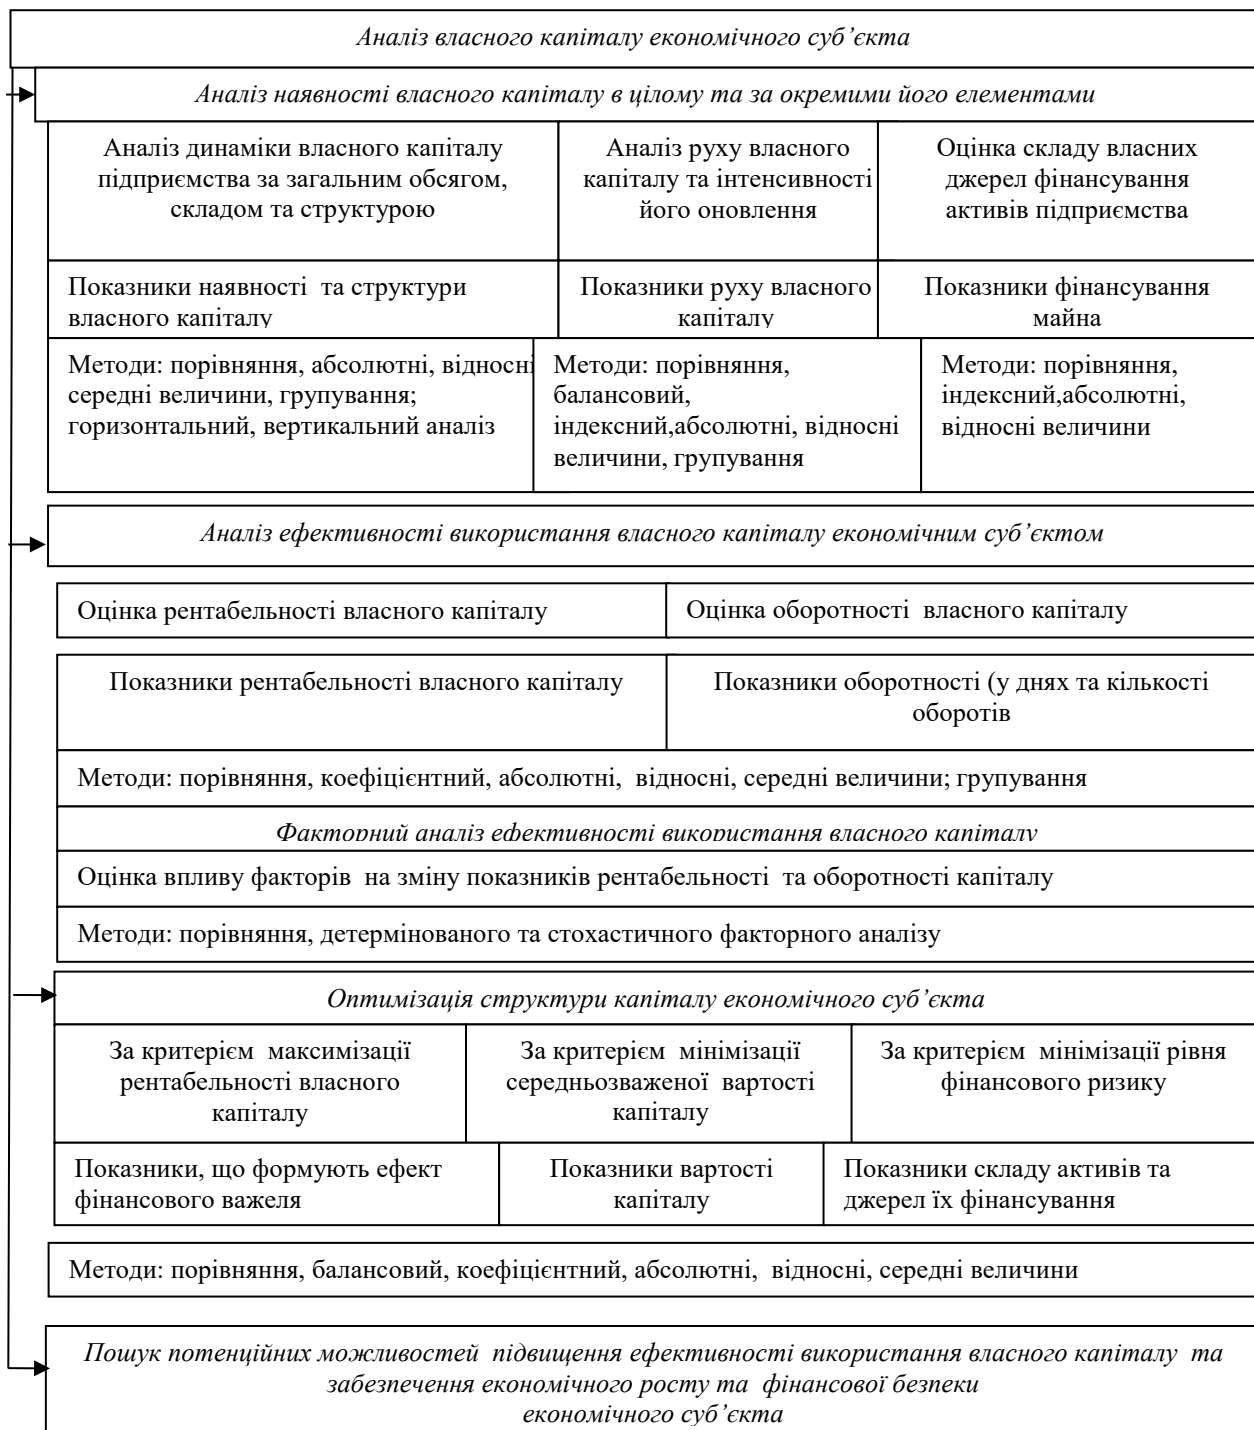 Аналіз власного капіталу економічного суб’єкта
Аналіз наявності власного капіталу в цілому та за окремими його елементами
Аналіз динаміки власного капіталу
підприємства за загальним обсягом,
складом та структурою
Аналіз руху власного
капіталу та інтенсивності
його оновлення
Оцінка складу власних
джерел фінансування
активів підприємства
Показники наявності та структури
власного капіталу
Показники руху власного
капіталу
Показники фінансування
майна
Методи: порівняння, абсолютні, відносні
середні величини, групування;
горизонтальний, вертикальний аналіз
Методи: порівняння,
балансовий,
індексний,абсолютні, відносні
величини, групування
Методи: порівняння,
індексний,абсолютні,
відносні величини
Аналіз ефективності використання власного капіталу економічним суб’єктом
Оцінка рентабельності власного капіталу
Оцінка оборотності власного капіталу
Показники рентабельності власного капіталу
Показники оборотності (у днях та кількості
оборотів
Методи: порівняння, коефіцієнтний, абсолютні, відносні, середні величини; групування
Факторний аналіз ефективності використання власного капіталу
Оцінка впливу факторів на зміну показників рентабельності та оборотності капіталу
Методи: порівняння, детермінованого та стохастичного факторного аналізу
Оптимізація структури капіталу економічного суб’єкта
За критерієм максимізації
рентабельності власного
капіталу
За критерієм мінімізації
середньозваженої вартості
капіталу
За критерієм мінімізації рівня
фінансового ризику
Показники, що формують ефект
фінансового важеля
Показники вартості
капіталу
Показники складу активів та
джерел їх фінансування
Методи: порівняння, балансовий, коефіцієнтний, абсолютні, відносні, середні величини
Пошук потенційних можливостей підвищення ефективності використання власного капіталу та
забезпечення економічного росту та фінансової безпеки
економічного суб’єкта